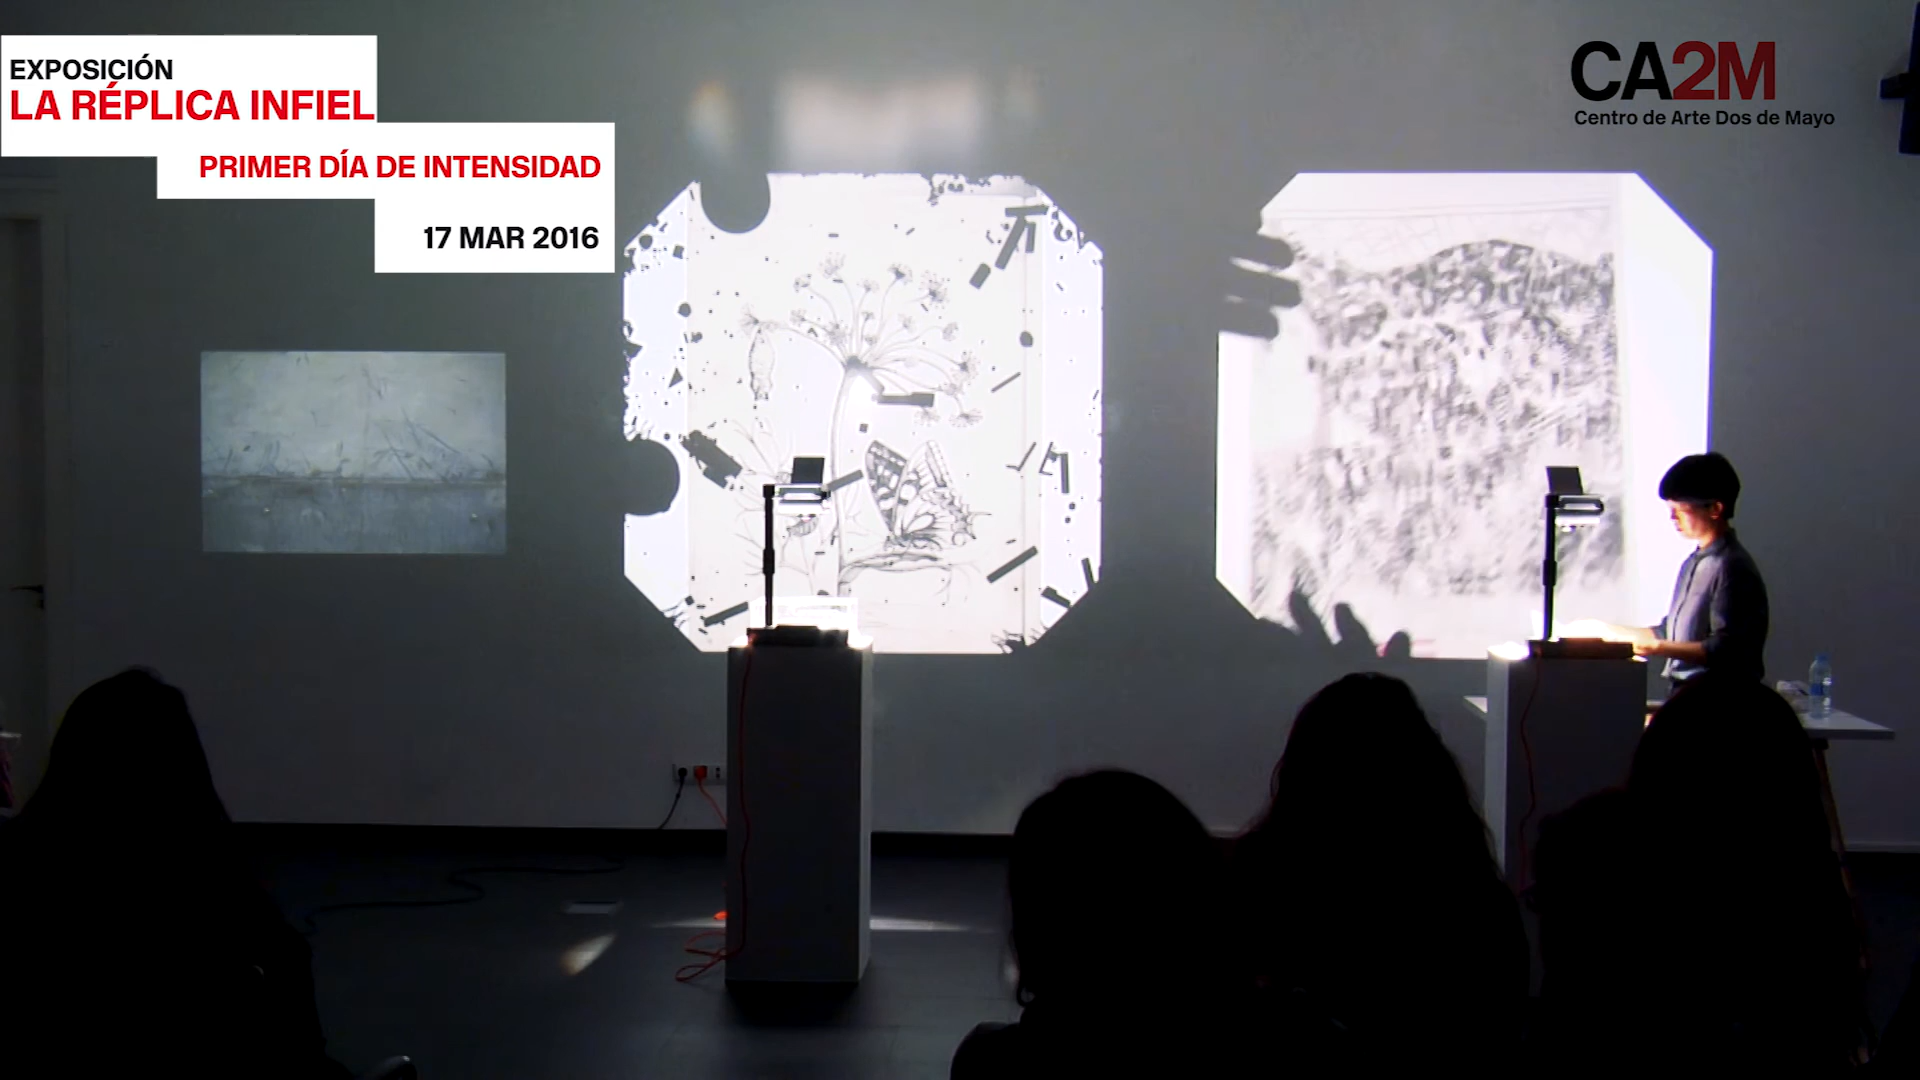 EXPOSICIÓN
LA RÉPLICA INFIEL
PRIMER DÍA DE INTENSIDAD
17 MAR 2016
CA2M
Centro de Arte Dos de Mayo